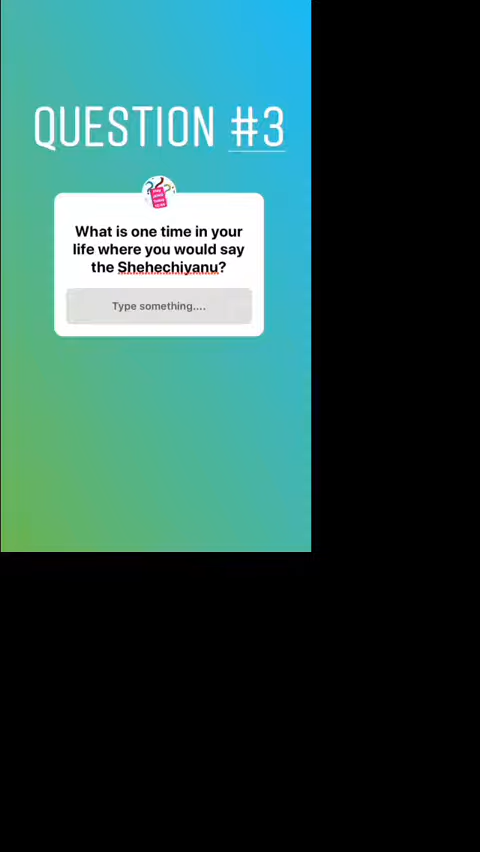 QUESTION #3
What is one time in your
life where you would say
the Shehechiyanu?
Type something....